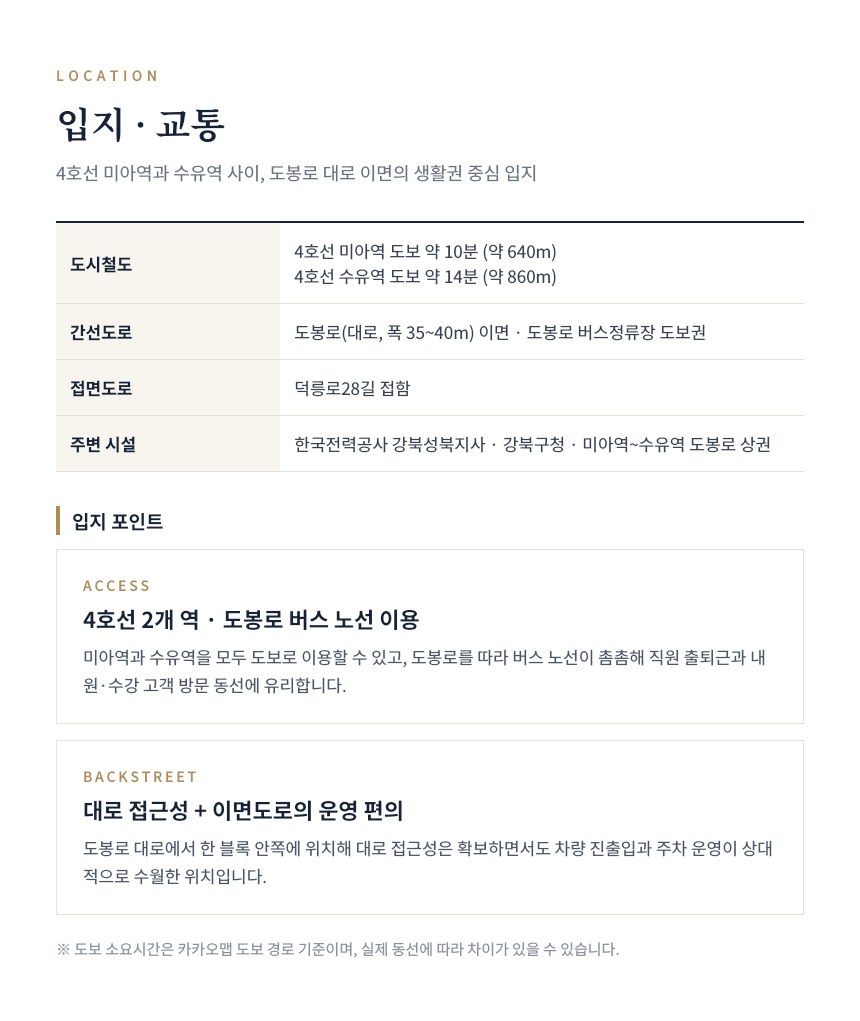 LOCATION
입지 · 교통
4호선 미아역과 수유역 사이, 도봉로 대로 이면의 생활권 중심 입지
도시철도
4호선 미아역 도보 약 10분 (약 640m)
4호선 수유역 도보 약 14분 (약 860m)
간선도로
도봉로(대로, 폭 35~40m) 이면 · 도봉로 버스정류장 도보권
접면도로
덕릉로28길 접함
주변 시설
한국전력공사 강북성북지사 · 강북구청 · 미아역~수유역 도봉로 상권
입지 포인트
ACCESS
4호선 2개 역 · 도봉로 버스 노선 이용
미아역과 수유역을 모두 도보로 이용할 수 있고, 도봉로를 따라 버스 노선이 촘촘해 직원 출퇴근과 내
원·수강 고객 방문 동선에 유리합니다.
BACKSTREET
대로 접근성 + 이면도로의 운영 편의
도봉로 대로에서 한 블록 안쪽에 위치해 대로 접근성은 확보하면서도 차량 진출입과 주차 운영이 상대
적으로 수월한 위치입니다.
※ 도보 소요시간은 카카오맵 도보 경로 기준이며, 실제 동선에 따라 차이가 있을 수 있습니다.